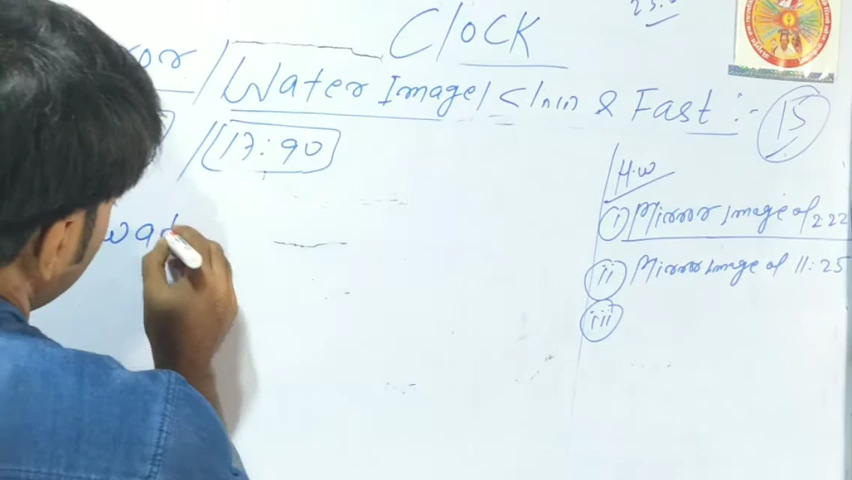 Clock
/ Water Image / Slow & Fast :- 15
/ 17:90
H.W
i Mirror Image of 2:22
ii Mirror Image of 11:25
iii
wat